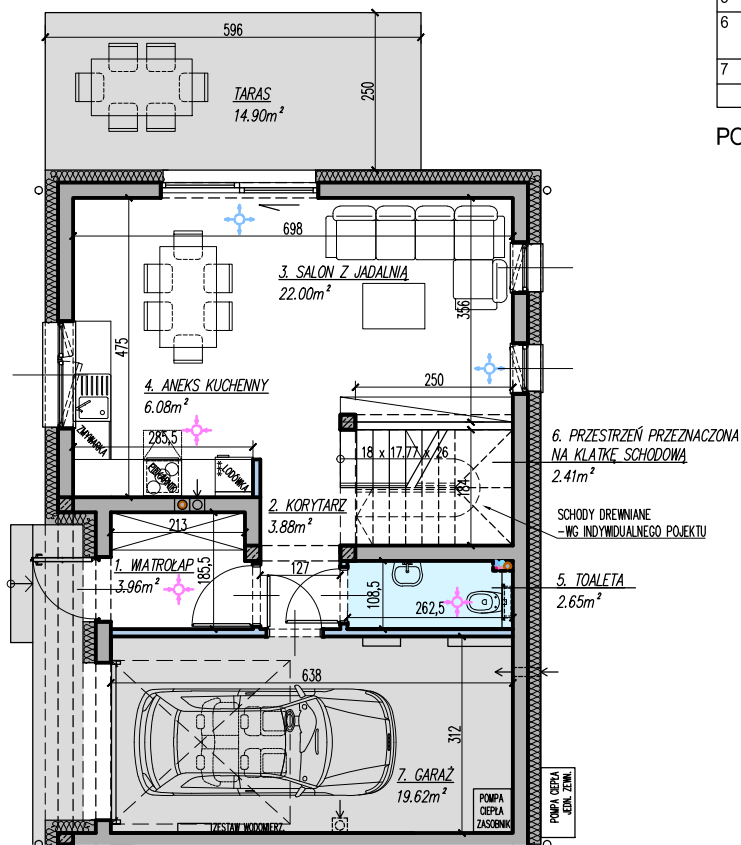 596
6
7
PO
TARAS
14.90m²
250
698
3. SALON Z JADALNIĄ
22.00m²
356
475
4. ANEKS KUCHENNY
6.08m²
250
ZMYWARKA
285,5
LODÓWKA
18 x 17.77 x 26
184
6. PRZESTRZEŃ PRZEZNACZONA
NA KLATKĘ SCHODOWĄ
2.41m²
2. KORYTARZ
3.88m²
SCHODY DREWNIANE
-WG INDYWIDUALNEGO POJEKTU
213
185,5
1. WIATROŁAP
3.96m²
127
108,5
262,5
5. TOALETA
2.65m²
638
312
7. GARAŻ
19.62m²
POMPA
CIEPŁA
ZASOBNIK
POMPA CIEPŁA
JEDN. ZEWN.
ZESTAW WODOMIERZ.